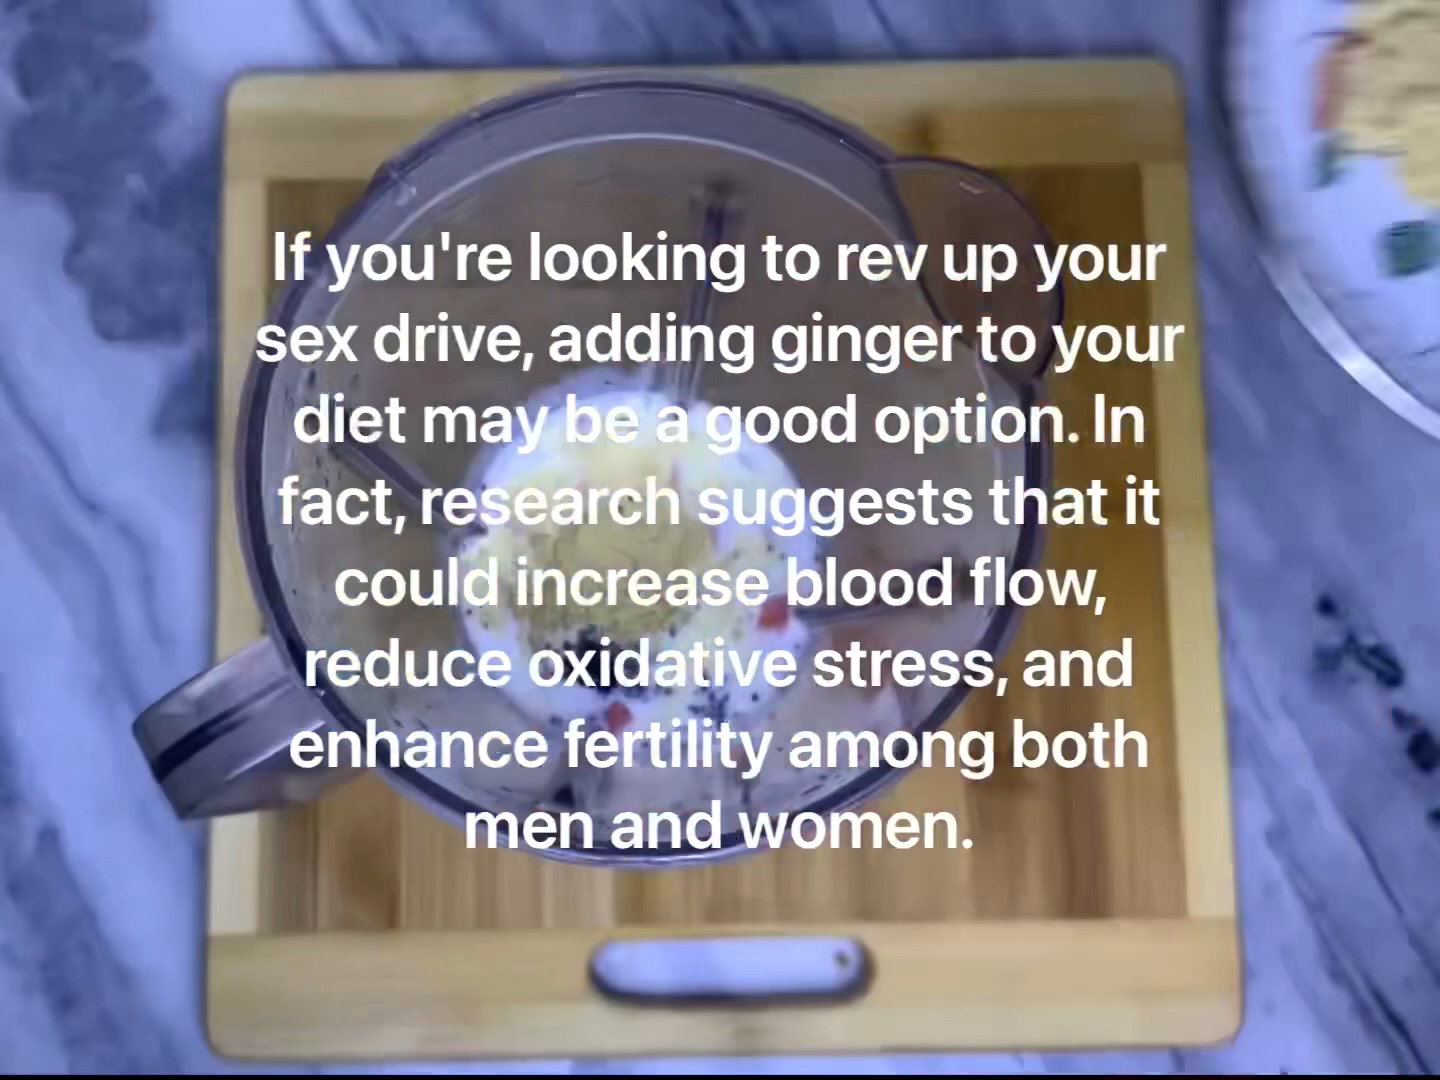 If you're looking to rev up your
sex drive, adding ginger to your
diet may be a good option. In
fact, research suggests that it
could increase blood flow,
reduce oxidative stress, and
enhance fertility among both
men and women.